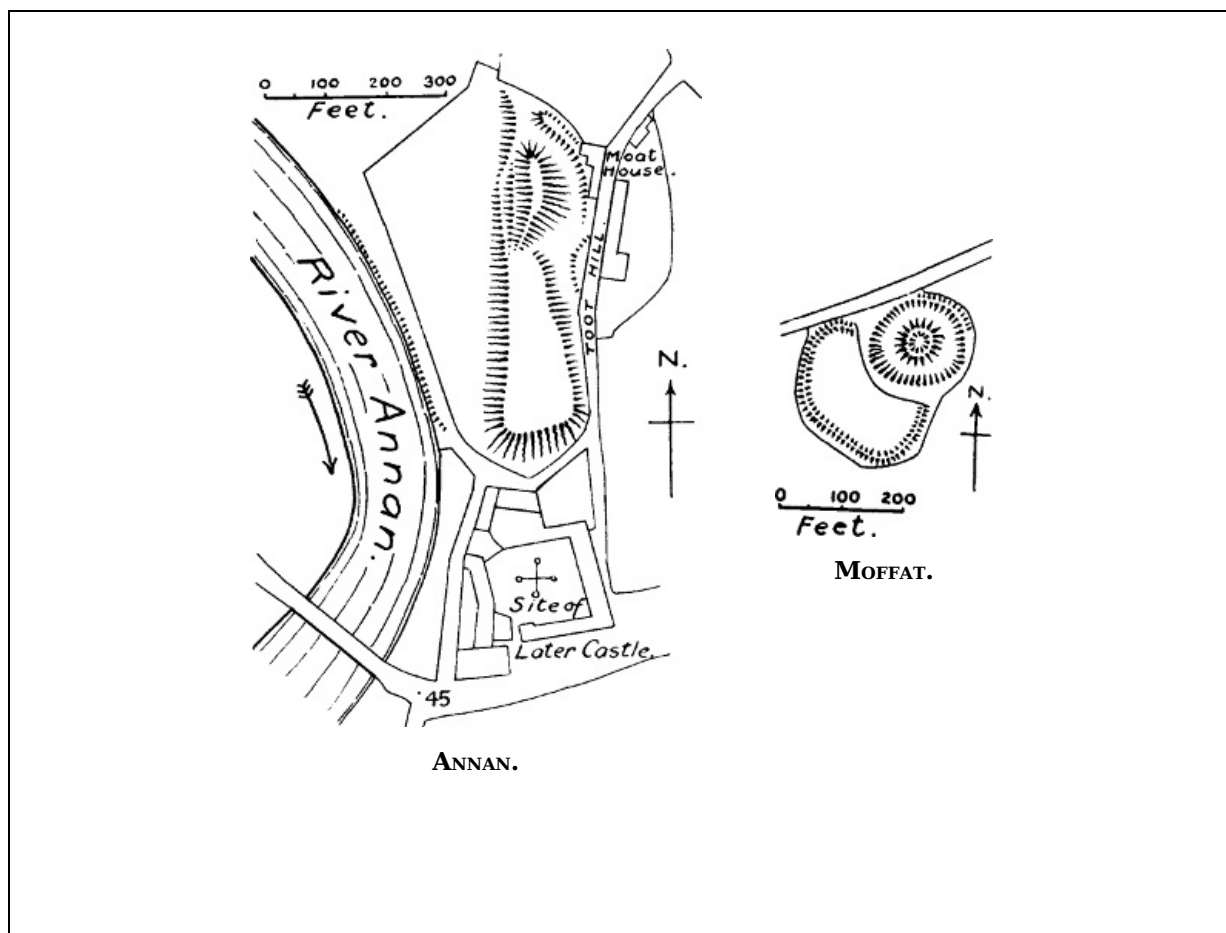 0 100 200 300
Feet.
Moat
House.
TOOT HILL.
River Annan.
N.
Site of
Later Castle.
·45
ANNAN.
N.
0 100 200
Feet.
MOFFAT.